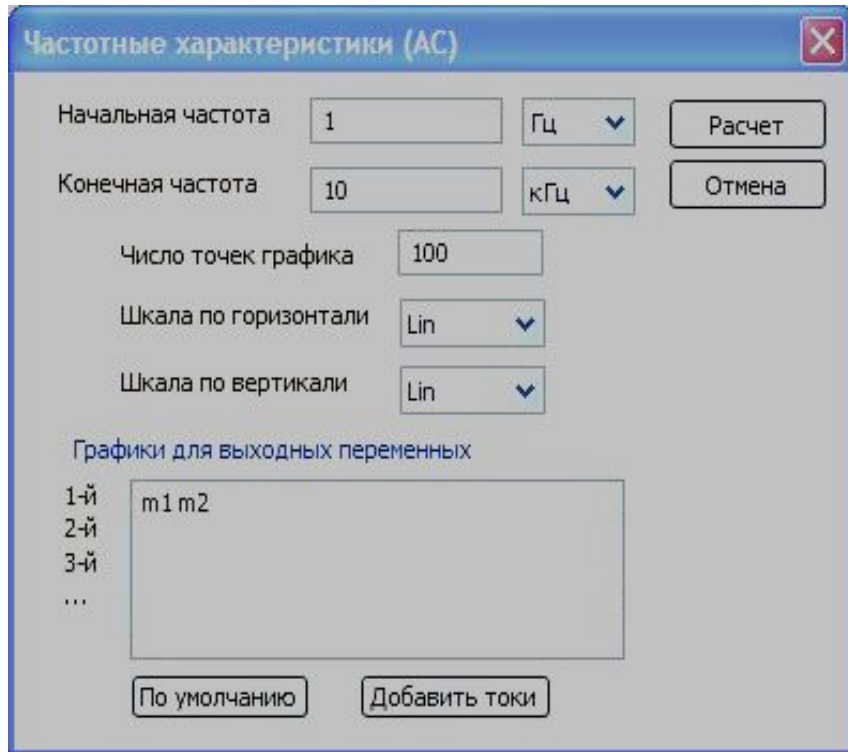 Частотные характеристики (AC)
Начальная частота 1 Гц Расчет
Конечная частота 10 кГц Отмена
Число точек графика 100
Шкала по горизонтали Lin
Шкала по вертикали Lin
Графики для выходных переменных
1-й m1 m2
2-й
3-й
...
По умолчанию Добавить токи